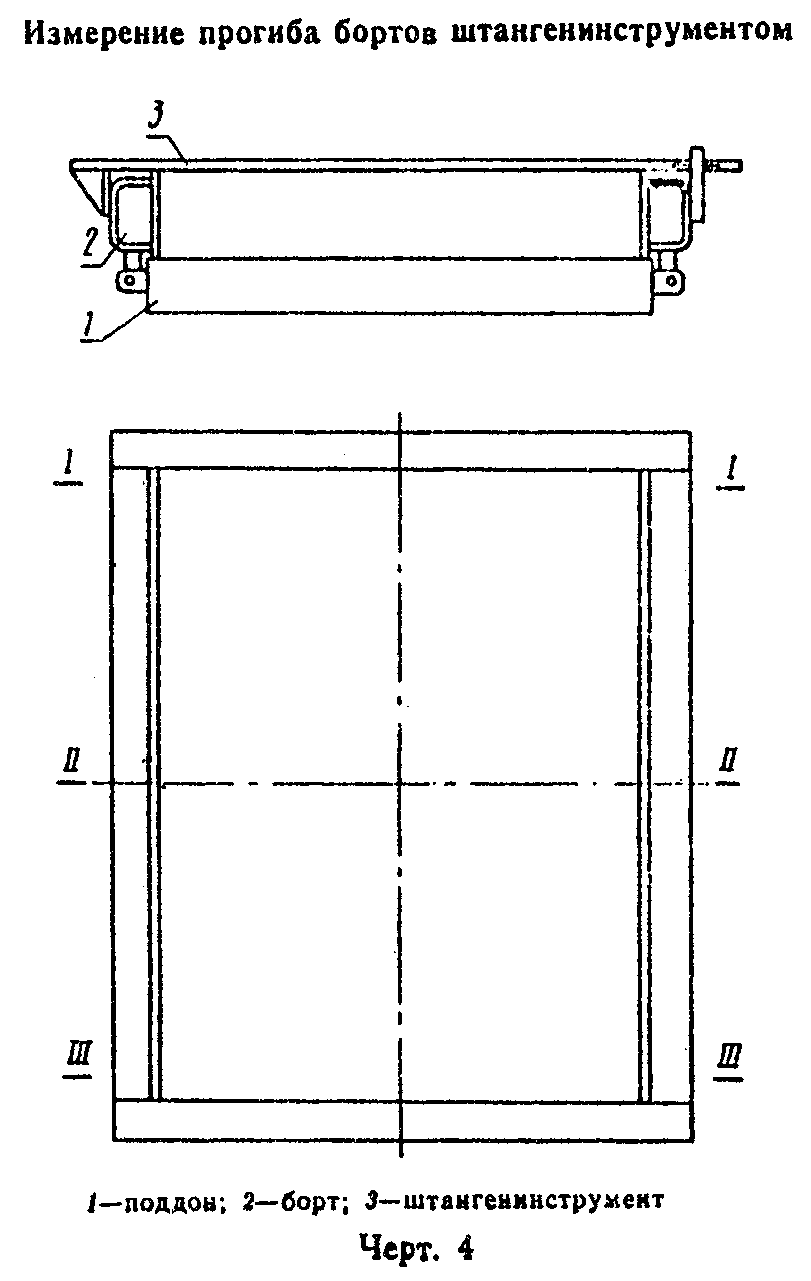 Измерение прогиба бортов штангенинструментом
3
2
1
I I
II II
III III
1—поддон; 2—борт; 3—штангенинструмент
Черт. 4